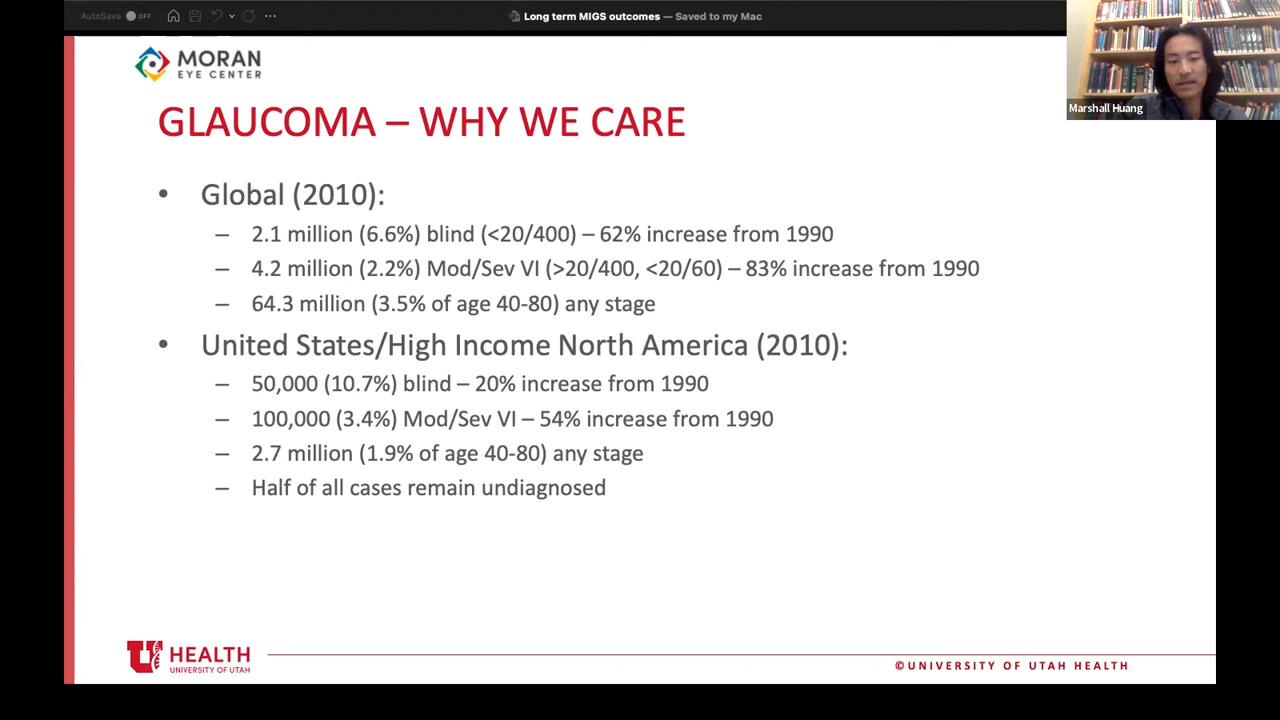 AutoSave OFF
Long term MIGS outcomes — Saved to my Mac
MORAN
EYE CENTER
Marshall Huang
GLAUCOMA – WHY WE CARE
• Global (2010):
– 2.1 million (6.6%) blind (<20/400) – 62% increase from 1990
– 4.2 million (2.2%) Mod/Sev VI (>20/400, <20/60) – 83% increase from 1990
– 64.3 million (3.5% of age 40-80) any stage
• United States/High Income North America (2010):
– 50,000 (10.7%) blind – 20% increase from 1990
– 100,000 (3.4%) Mod/Sev VI – 54% increase from 1990
– 2.7 million (1.9% of age 40-80) any stage
– Half of all cases remain undiagnosed
U HEALTH
UNIVERSITY OF UTAH
©UNIVERSITY OF UTAH HEALTH